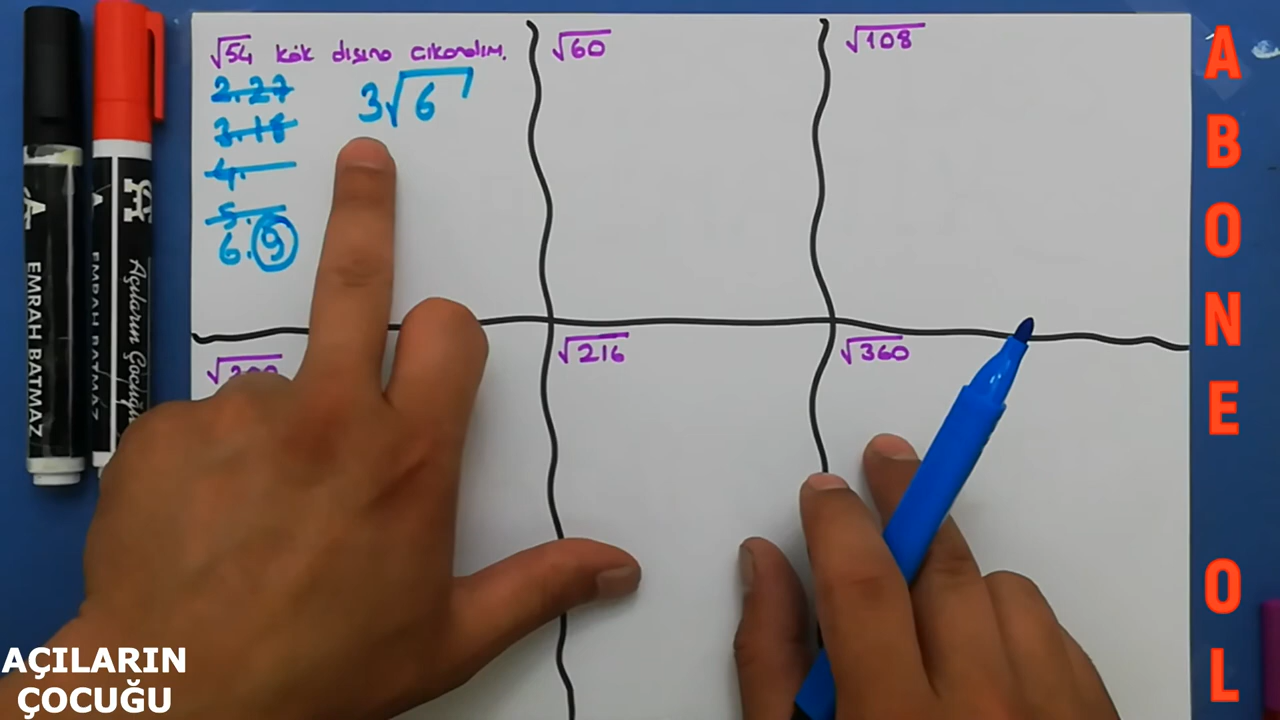 √54 kök dışına çıkaralım.
2.27
3.18
4.
5.
6.9
3√6
√60
√108
√216
√360
EMRAH BATMAZ
EMRAH BATMAZ
Açıların Çocuğu
ABONE OL
AÇILARIN
ÇOCUĞU